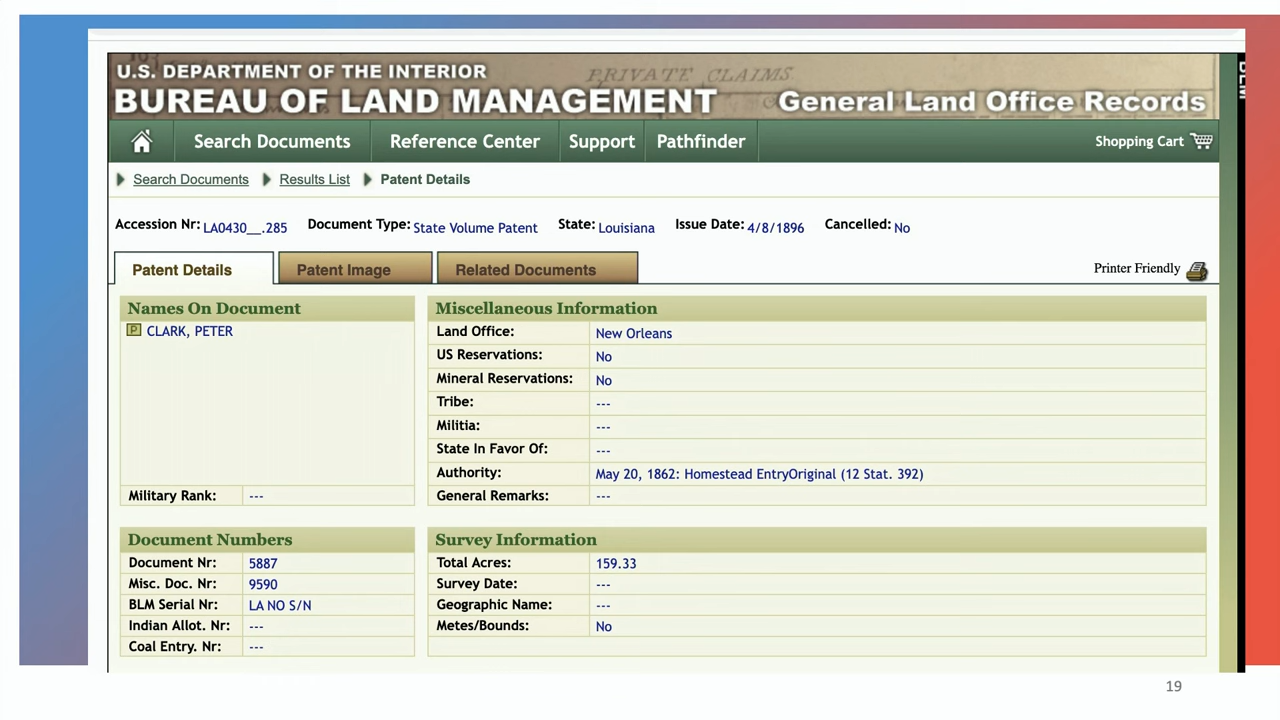 PRIVATE CLAIMS
U.S. DEPARTMENT OF THE INTERIOR
BUREAU OF LAND MANAGEMENT General Land Office Records
Search Documents Reference Center Support Pathfinder Shopping Cart
Search Documents Results List Patent Details
Accession Nr: LA0430__.285 Document Type: State Volume Patent State: Louisiana Issue Date: 4/8/1896 Cancelled: No
Patent Details Patent Image Related Documents Printer Friendly
Names On Document
P CLARK, PETER
Military Rank: ---
Miscellaneous Information
Land Office: New Orleans
US Reservations: No
Mineral Reservations: No
Tribe: ---
Militia: ---
State In Favor Of: ---
Authority: May 20, 1862: Homestead EntryOriginal (12 Stat. 392)
General Remarks: ---
Document Numbers
Document Nr: 5887
Misc. Doc. Nr: 9590
BLM Serial Nr: LA NO S/N
Indian Allot. Nr: ---
Coal Entry. Nr: ---
Survey Information
Total Acres: 159.33
Survey Date: ---
Geographic Name: ---
Metes/Bounds: No
19